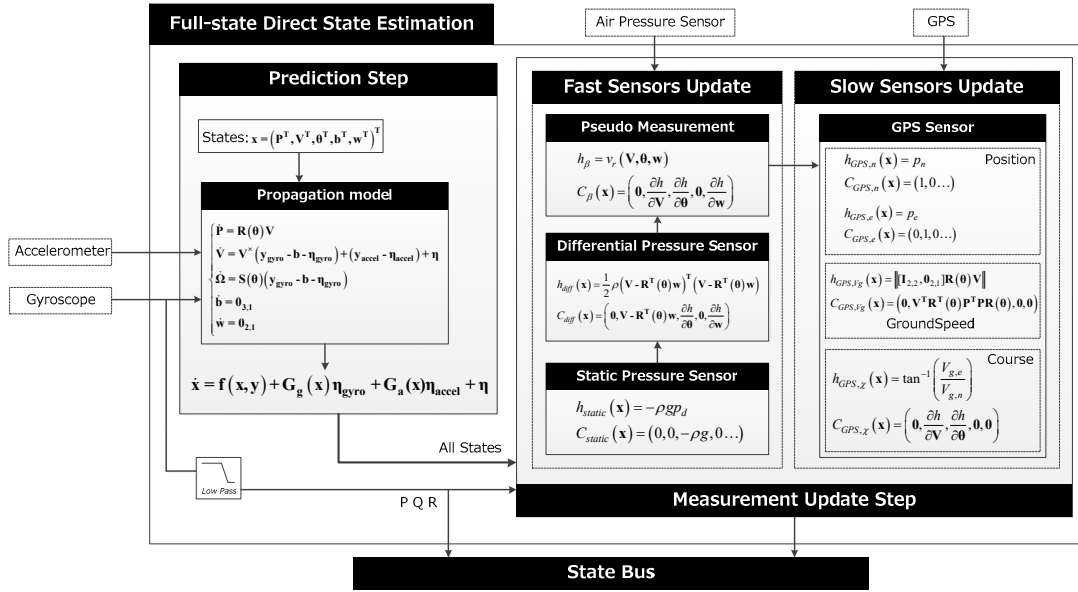 Full-state Direct State Estimation
Air Pressure Sensor
GPS
Prediction Step
States: x = (P^T, V^T, θ^T, b^T, w^T)^T
Propagation model
Ṗ = R(θ)V
V̇ = V^×(y_gyro - b - η_gyro) + (y_accel - η_accel) + η
Ω̇ = S(θ)(y_gyro - b - η_gyro)
ḃ = 0_3,1
ẇ = 0_2,1
ẋ = f(x,y) + G_g(x)η_gyro + G_a(x)η_accel + η
Accelerometer
Gyroscope
Low Pass
All States
P Q R
Fast Sensors Update
Pseudo Measurement
h_β = v_r(V,θ,w)
C_β(x) = (0, ∂h/∂V, ∂h/∂θ, 0, ∂h/∂w)
Differential Pressure Sensor
h_diff(x) = 1/2 ρ(V - R^T(θ)w)^T (V - R^T(θ)w)
C_diff(x) = (0, V - R^T(θ)w, ∂h/∂θ, 0, ∂h/∂w)
Static Pressure Sensor
h_static(x) = -ρgp_d
C_static(x) = (0,0,-ρg,0...)
Slow Sensors Update
GPS Sensor
Position
h_GPS,n(x) = p_n
C_GPS,n(x) = (1,0...)
h_GPS,e(x) = p_e
C_GPS,e(x) = (0,1,0...)
h_GPS,Vg(x) = ‖[I_2,2, 0_2,1]R(θ)V‖
C_GPS,Vg(x) = (0, V^T R^T(θ)P^T PR(θ), 0, 0)
GroundSpeed
Course
h_GPS,χ(x) = tan^-1(V_g,e/V_g,n)
C_GPS,χ(x) = (0, ∂h/∂V, ∂h/∂θ, 0, 0)
Measurement Update Step
State Bus